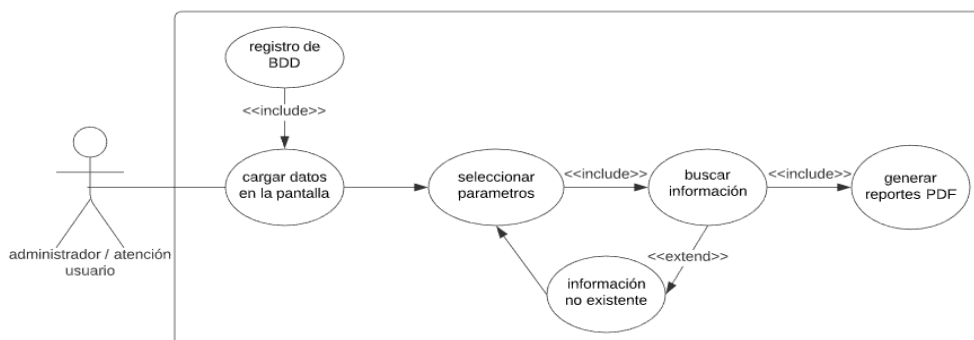 registro de
BDD
<<include>>
cargar datos
en la pantalla
seleccionar
parametros
<<include>>
buscar
información
<<include>>
generar
reportes PDF
administrador / atención
usuario
<<extend>>
información
no existente